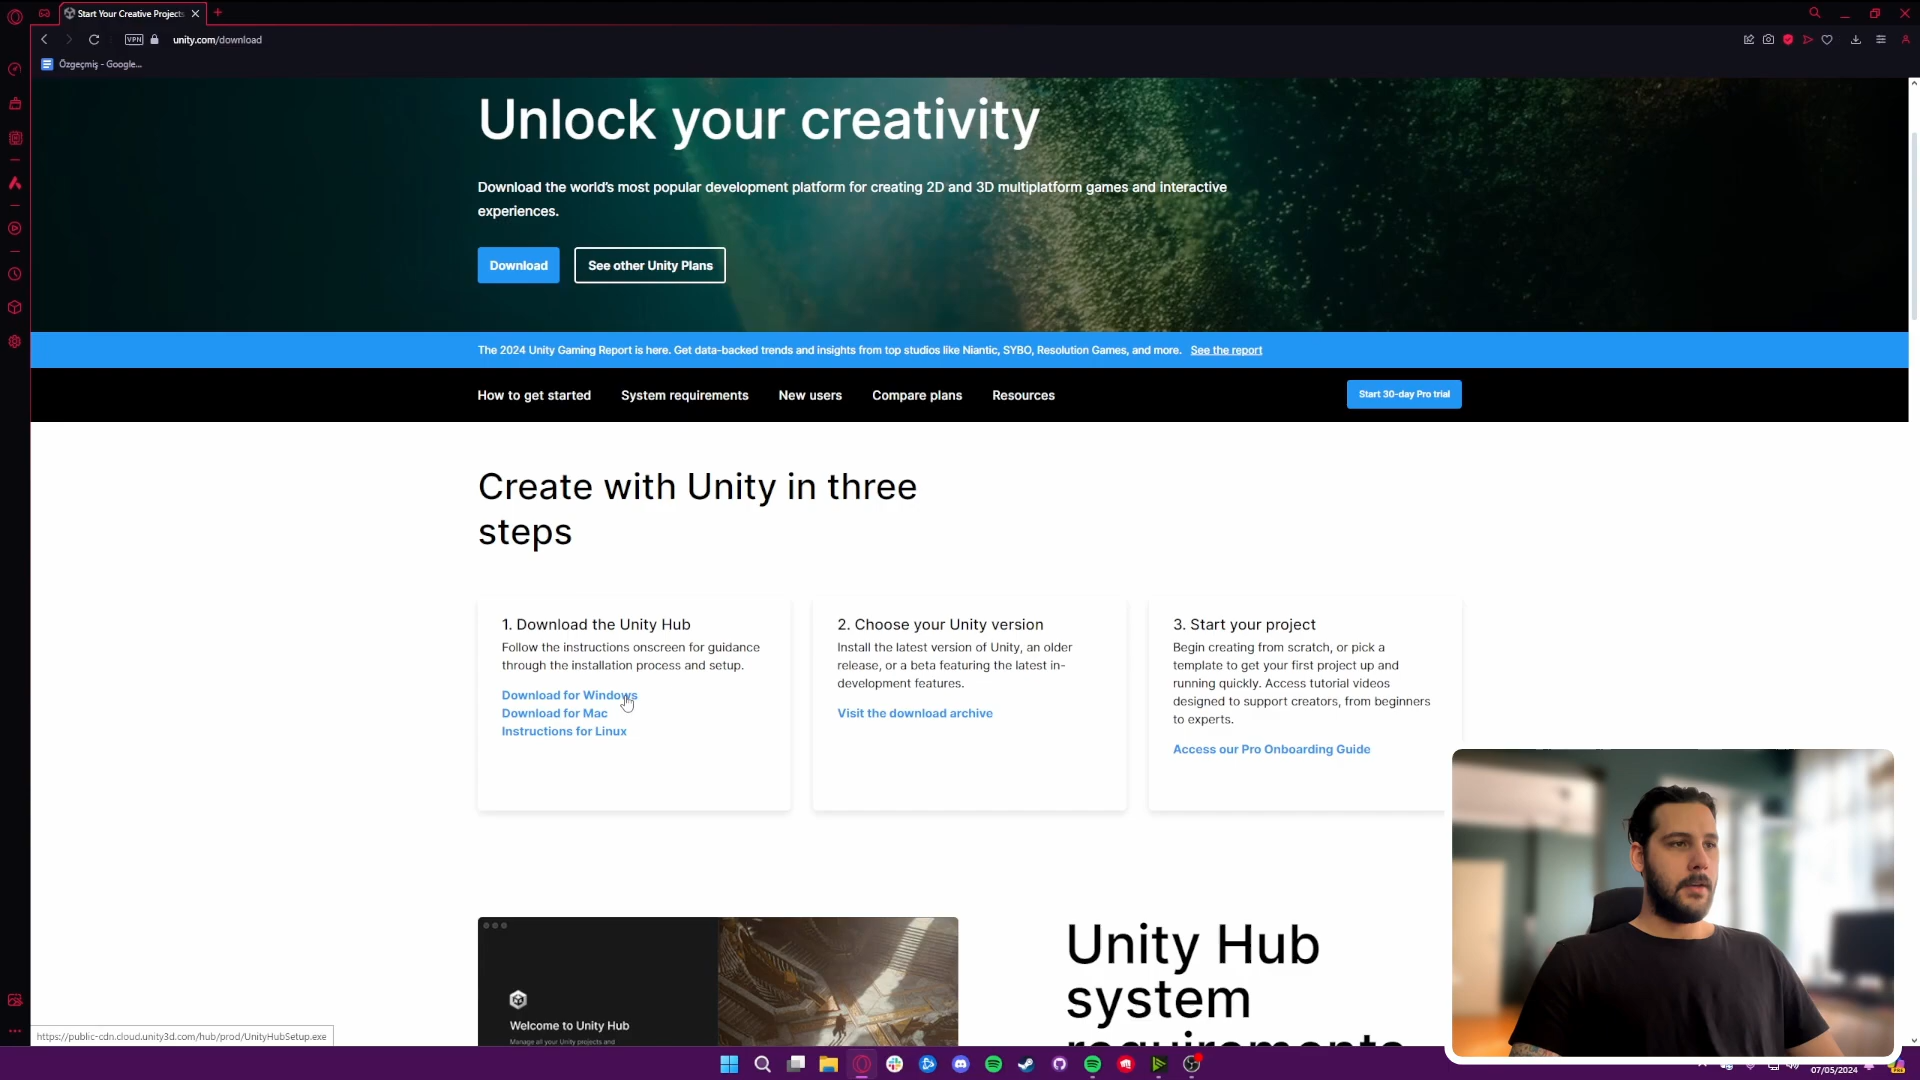 Start Your Creative Projects
VPN
unity.com/download
Özgeçmiş - Google...
Unlock your creativity
Download the world's most popular development platform for creating 2D and 3D multiplatform games and interactive
experiences.
Download
See other Unity Plans
The 2024 Unity Gaming Report is here. Get data-backed trends and insights from top studios like Niantic, SYBO, Resolution Games, and more. See the report
How to get started
System requirements
New users
Compare plans
Resources
Start 30-day Pro trial
Create with Unity in three
steps
1. Download the Unity Hub
Follow the instructions onscreen for guidance
through the installation process and setup.
Download for Windows
Download for Mac
Instructions for Linux
2. Choose your Unity version
Install the latest version of Unity, an older
release, or a beta featuring the latest in-
development features.
Visit the download archive
3. Start your project
Begin creating from scratch, or pick a
template to get your first project up and
running quickly. Access tutorial videos
designed to support creators, from beginners
to experts.
Access our Pro Onboarding Guide
Welcome to Unity Hub
Manage all your Unity projects and
Unity Hub
system
requirements
https://public-cdn.cloud.unity3d.com/hub/prod/UnityHubSetup.exe
07/05/2024